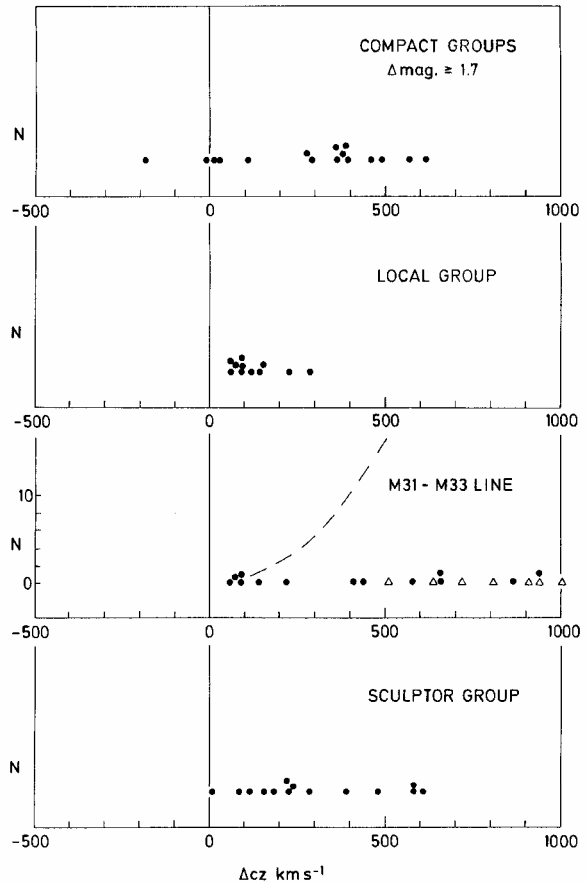 COMPACT GROUPS
Δ mag. ≥ 1.7
N
-500 0 500 1000
LOCAL GROUP
N
-500 0 500 1000
M31 - M33 LINE
10
N
0
-500 0 500 1000
SCULPTOR GROUP
N
-500 0 500 1000
Δcz km s⁻¹